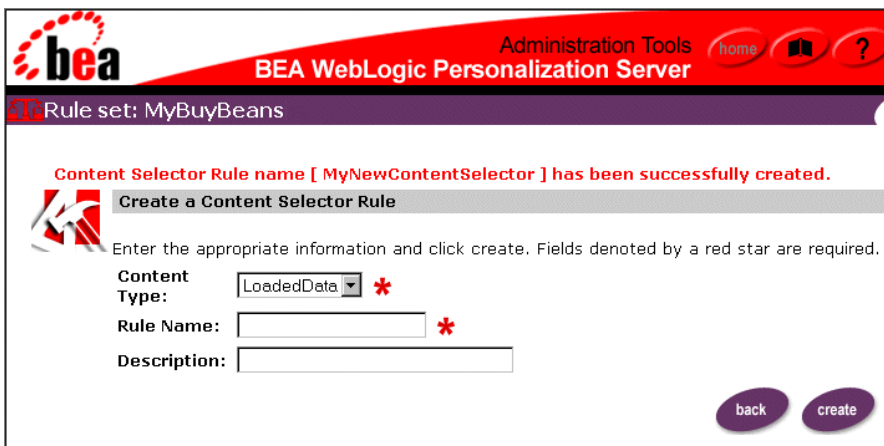 bea
Administration Tools
BEA WebLogic Personalization Server
home
?
Rule set: MyBuyBeans
Content Selector Rule name [ MyNewContentSelector ] has been successfully created.
Create a Content Selector Rule
Enter the appropriate information and click create. Fields denoted by a red star are required.
Content Type:
LoadedData
*
Rule Name:
*
Description:
back
create